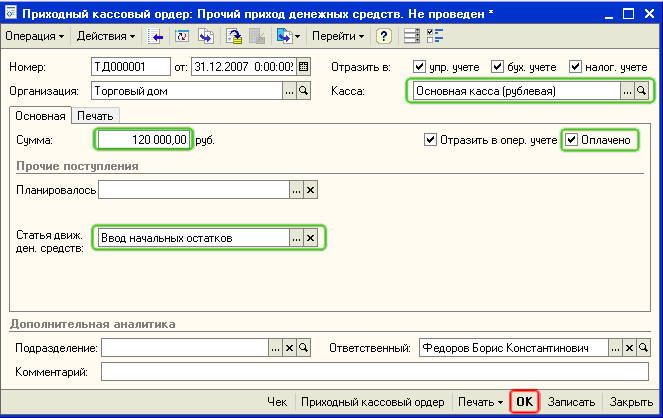 Приходный кассовый ордер: Прочий приход денежных средств. Не проведен *
Операция Действия Перейти ?
Номер: ТД000001 от: 31.12.2007 0:00:00 Отразить в: упр. учете бух. учете налог. учете
Организация: Торговый дом ... Касса: Основная касса (рублевая) ...
Основная Печать
Сумма: 120 000,00 руб. Отразить в опер. учете Оплачено
Прочие поступления
Планировалось ... ×
Статья движ. Ввод начальных остатков ... ×
ден. средств:
Дополнительная аналитика
Подразделение: ... × Ответственный: Федоров Борис Константинович ... ×
Комментарий:
Чек Приходный кассовый ордер Печать OK Записать Закрыть